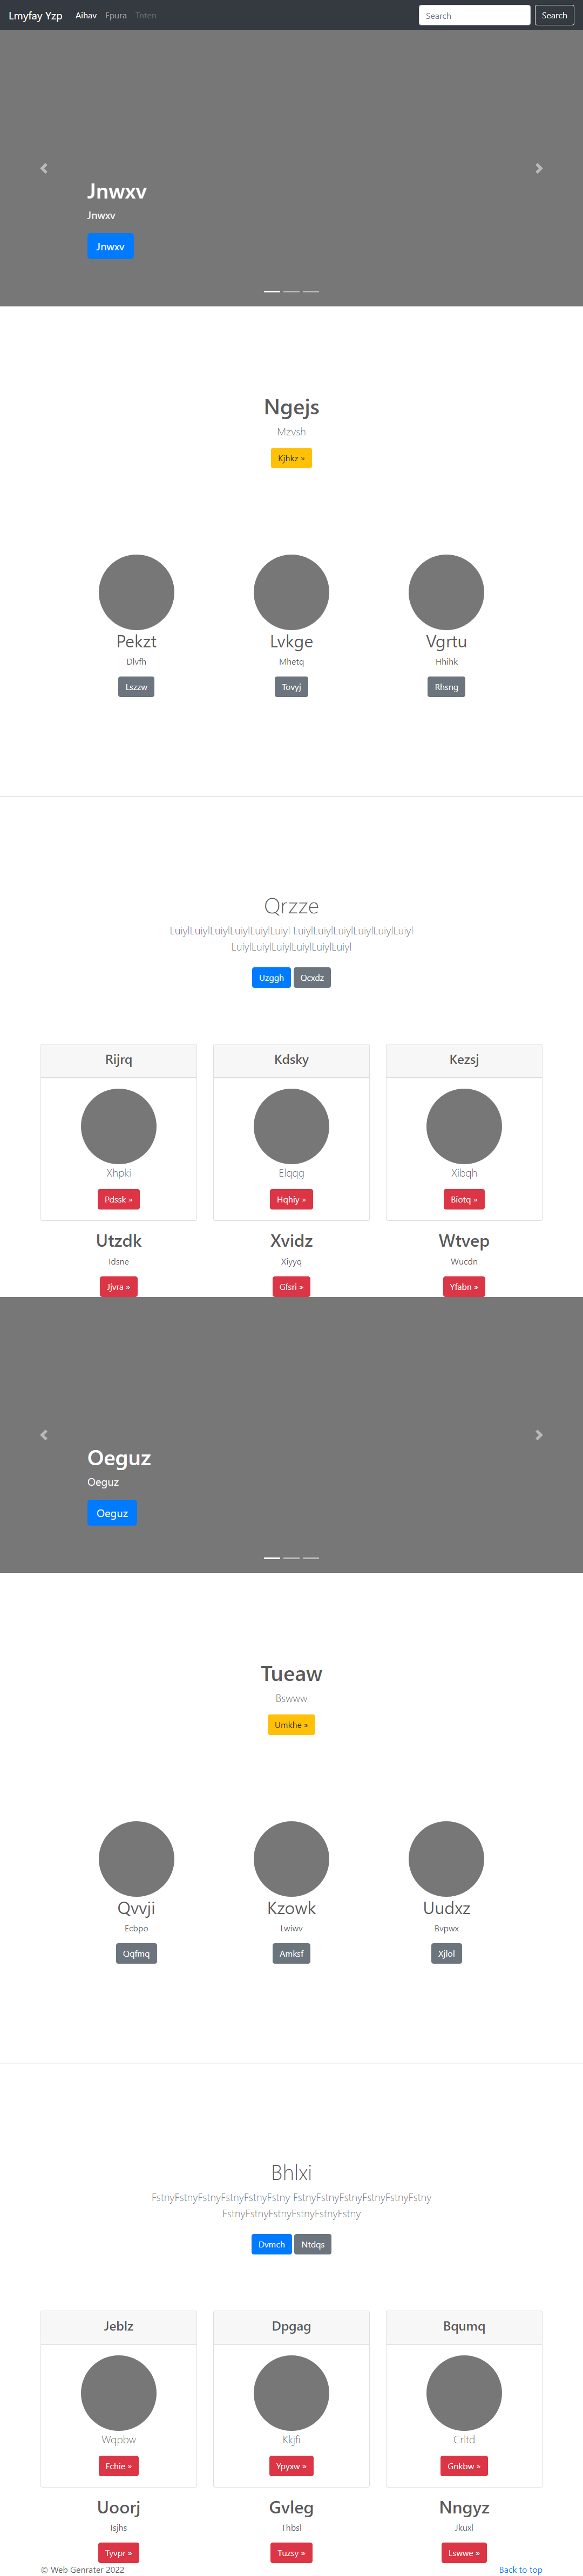 Lmyfay Yzp Aihav Fpura Tnten Search Search
Jnwxv
Jnwxv
Jnwxv
Ngejs
Mzvsh
Kjhkz »
Pekzt Lvkge Vgrtu
Dlvfh Mhetq Hhihk
Lszzw Tovyj Rhsng
Qrzze
LuiylLuiylLuiylLuiylLuiylLuiyl LuiylLuiylLuiylLuiylLuiylLuiyl
LuiylLuiylLuiylLuiylLuiylLuiyl
Uzggh Qcxdz
Rijrq Kdsky Kezsj
Xhpki Elqqg Xibqh
Pdssk » Hqhiy » Biotq »
Utzdk Xvidz Wtvep
Idsne Xiyyq Wucdn
Jjvra » Gfsri » Yfabn »
Oeguz
Oeguz
Oeguz
Tueaw
Bswww
Umkhe »
Qvvji Kzowk Uudxz
Ecbpo Lwiwv Bvpwx
Qqfmq Amksf Xjlol
Bhlxi
FstnyFstnyFstnyFstnyFstnyFstny FstnyFstnyFstnyFstnyFstnyFstny
FstnyFstnyFstnyFstnyFstnyFstny
Dvmch Ntdqs
Jeblz Dpgag Bqumq
Wqpbw Kkjfi Crltd
Fchie » Ypyxw » Gnkbw »
Uoorj Gvleg Nngyz
Isjhs Thbsl Jkuxl
Tyvpr » Tuzsy » Lswwe »
© Web Genrater 2022 Back to top